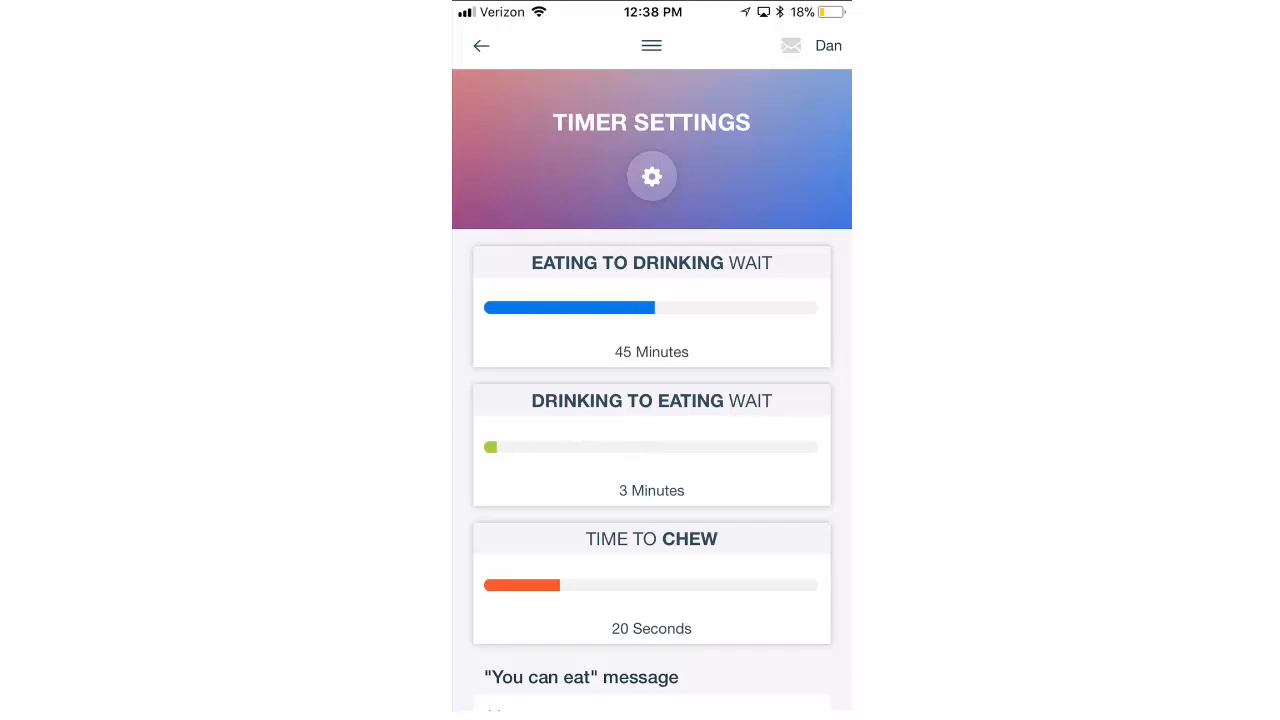 Verizon 12:38 PM 18%
Dan
TIMER SETTINGS
EATING TO DRINKING WAIT
45 Minutes
DRINKING TO EATING WAIT
3 Minutes
TIME TO CHEW
20 Seconds
"You can eat" message